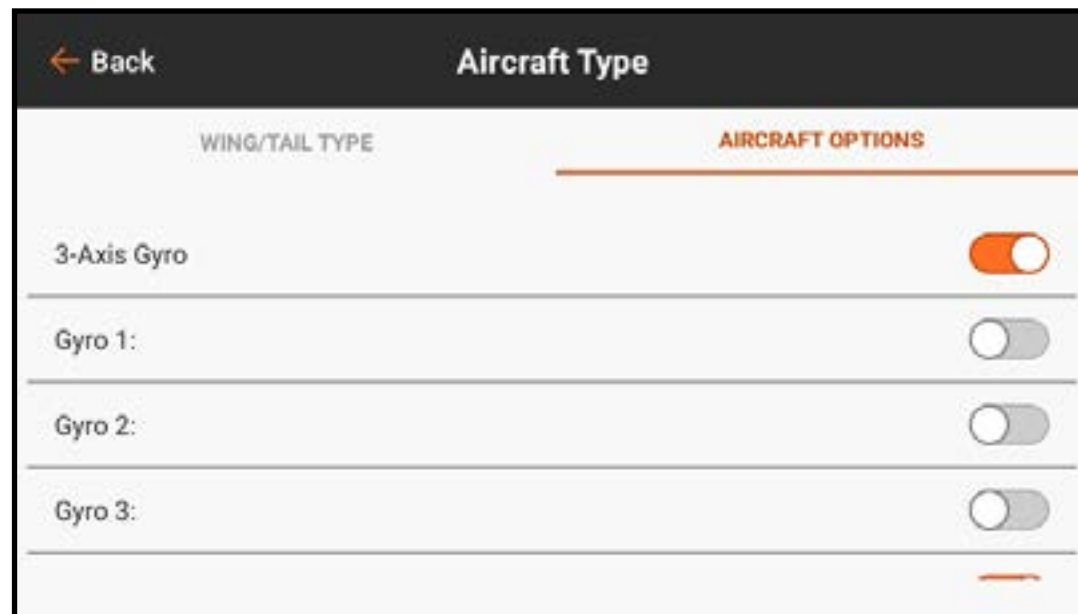 Back
Aircraft Type
WING/TAIL TYPE
AIRCRAFT OPTIONS
3-Axis Gyro
Gyro 1:
Gyro 2:
Gyro 3: